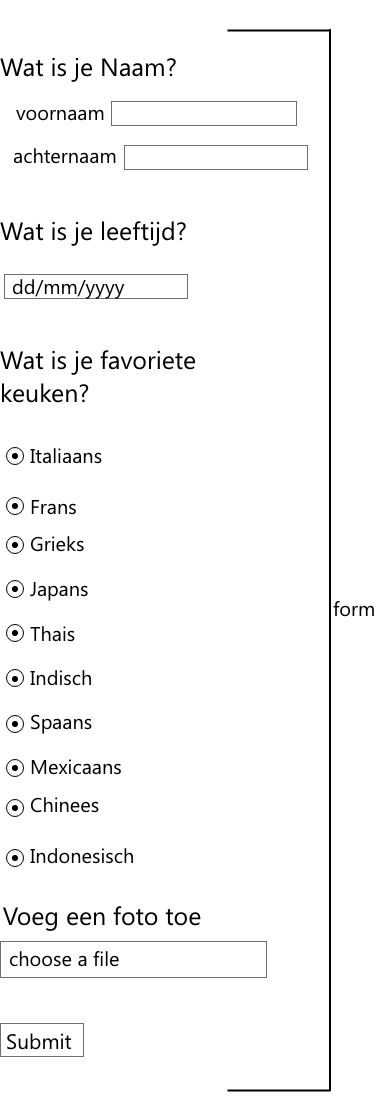 Wat is je Naam?
voornaam
achternaam
Wat is je leeftijd?
dd/mm/yyyy
Wat is je favoriete
keuken?
Italiaans
Frans
Grieks
Japans
Thais
form
Indisch
Spaans
Mexicaans
Chinees
Indonesisch
Voeg een foto toe
choose a file
Submit